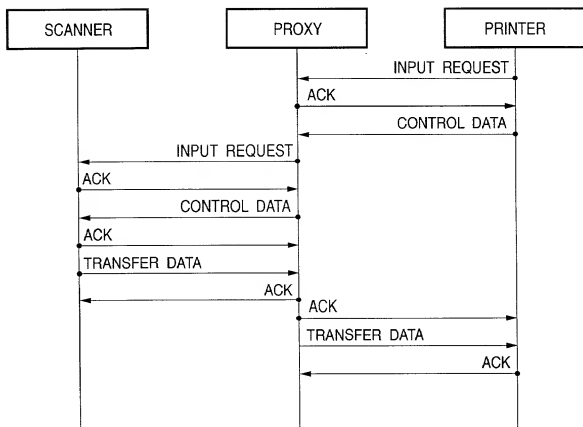 SCANNER PROXY PRINTER
INPUT REQUEST
ACK
CONTROL DATA
INPUT REQUEST
ACK
CONTROL DATA
ACK
TRANSFER DATA
ACK
ACK
TRANSFER DATA
ACK